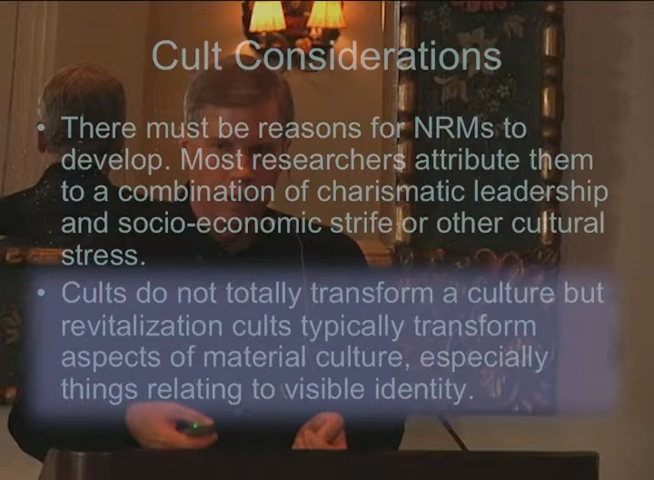 Cult Considerations
• There must be reasons for NRMs to
develop. Most researchers attribute them
to a combination of charismatic leadership
and socio-economic strife or other cultural
stress.
• Cults do not totally transform a culture but
revitalization cults typically transform
aspects of material culture, especially
things relating to visible identity.